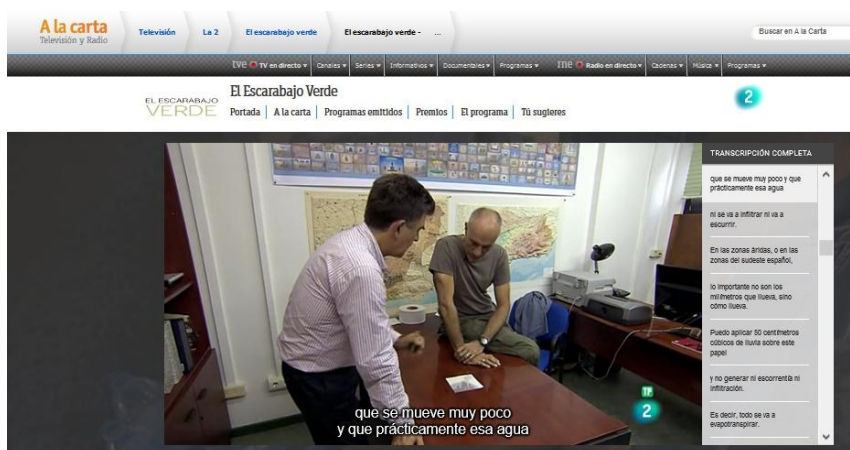 A la carta
Televisión y Radio
Televisión
La 2
El escarabajo verde
El escarabajo verde - ...
Buscar en A la Carta
tve TV en directo
Canales
Series
Informativos
Documentales
Programas
rne Radio en directo
Cadenas
Música
Programas
EL ESCARABAJO
VERDE
El Escarabajo Verde
Portada | A la carta | Programas emitidos | Premios | El programa | Tú sugieres
2
TRANSCRIPCIÓN COMPLETA
que se mueve muy poco y que
prácticamente esa agua
ni se va a infiltrar ni va a
escurrir.
En las zonas áridas, o en las
zonas del sudeste español,
lo importante no son los
milímetros que llueva, sino
cómo llueva.
Puedo aplicar 50 centímetros
cúbicos de lluvia sobre este
papel
y no generar ni escorrentía ni
infiltración.
Es decir, todo se va a
evapotranspirar.
TP
2
que se mueve muy poco
y que prácticamente esa agua